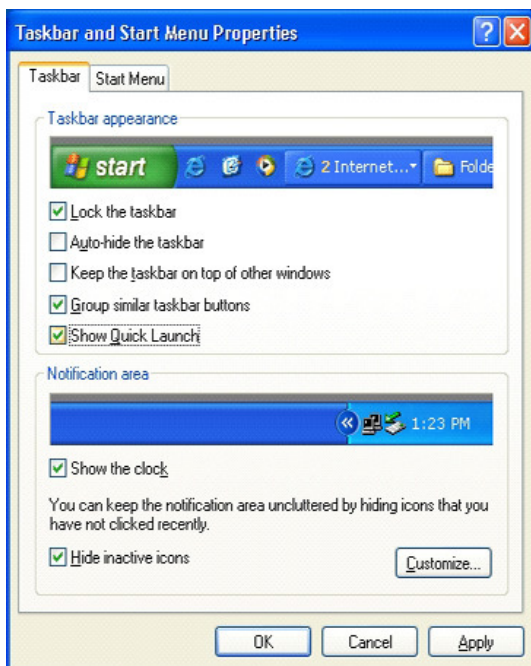 Taskbar and Start Menu Properties
Taskbar
Start Menu
Taskbar appearance
start
2 Internet...
Folde
Lock the taskbar
Auto-hide the taskbar
Keep the taskbar on top of other windows
Group similar taskbar buttons
Show Quick Launch
Notification area
1:23 PM
Show the clock
You can keep the notification area uncluttered by hiding icons that you
have not clicked recently.
Hide inactive icons
Customize...
OK
Cancel
Apply